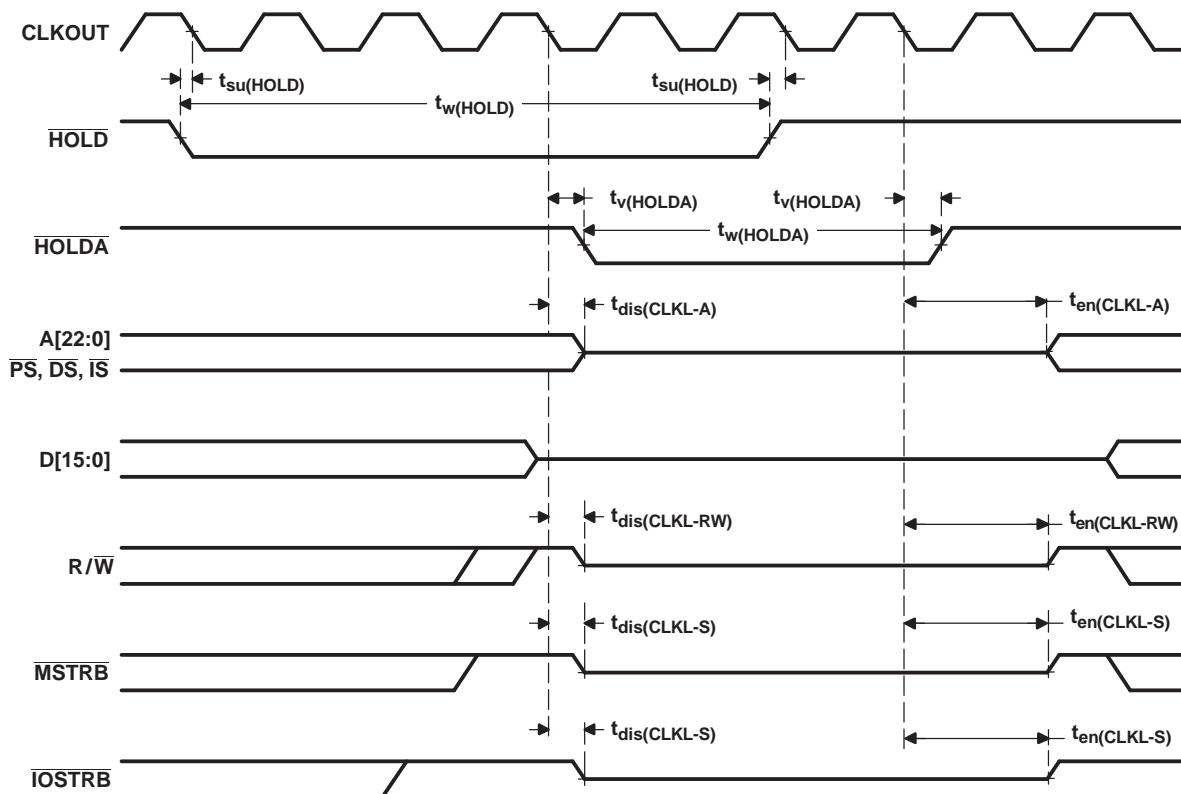 CLKOUT
tsu(HOLD) tsu(HOLD)
tw(HOLD)
HOLD
tv(HOLDA) tv(HOLDA)
tw(HOLDA)
HOLDA
tdis(CLKL-A) ten(CLKL-A)
A[22:0]
PS, DS, IS
D[15:0]
tdis(CLKL-RW) ten(CLKL-RW)
R/W
tdis(CLKL-S) ten(CLKL-S)
MSTRB
tdis(CLKL-S) ten(CLKL-S)
IOSTRB